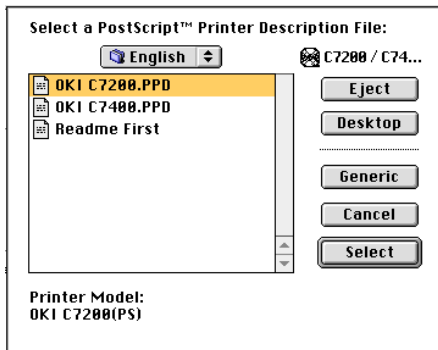 Select a PostScript™ Printer Description File:
English
C7200 / C74...
OKI C7200.PPD
OKI C7400.PPD
Readme First
Eject
Desktop
Generic
Cancel
Select
Printer Model:
OKI C7200(PS)